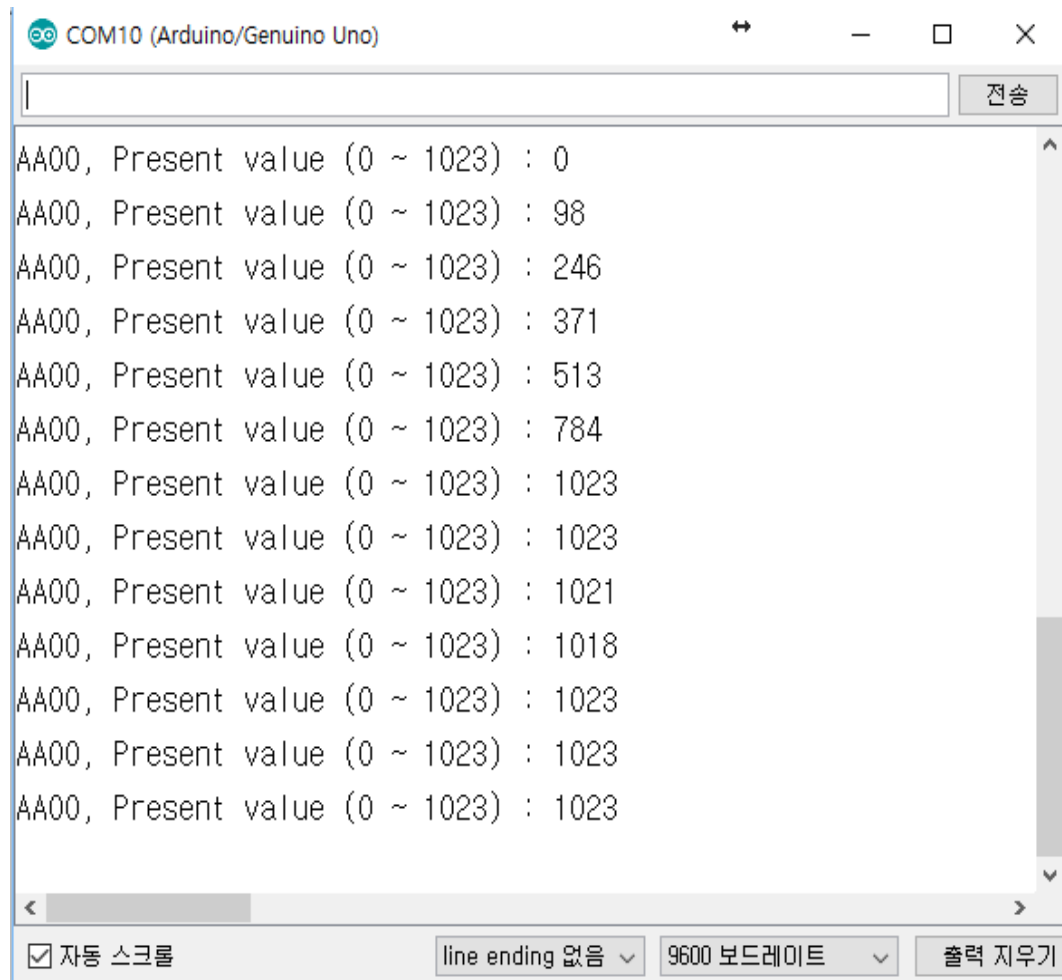 COM10 (Arduino/Genuino Uno)
전송
AA00, Present value (0 ~ 1023) : 0
AA00, Present value (0 ~ 1023) : 98
AA00, Present value (0 ~ 1023) : 246
AA00, Present value (0 ~ 1023) : 371
AA00, Present value (0 ~ 1023) : 513
AA00, Present value (0 ~ 1023) : 784
AA00, Present value (0 ~ 1023) : 1023
AA00, Present value (0 ~ 1023) : 1023
AA00, Present value (0 ~ 1023) : 1021
AA00, Present value (0 ~ 1023) : 1018
AA00, Present value (0 ~ 1023) : 1023
AA00, Present value (0 ~ 1023) : 1023
AA00, Present value (0 ~ 1023) : 1023
자동 스크롤 line ending 없음 9600 보드레이트 출력 지우기